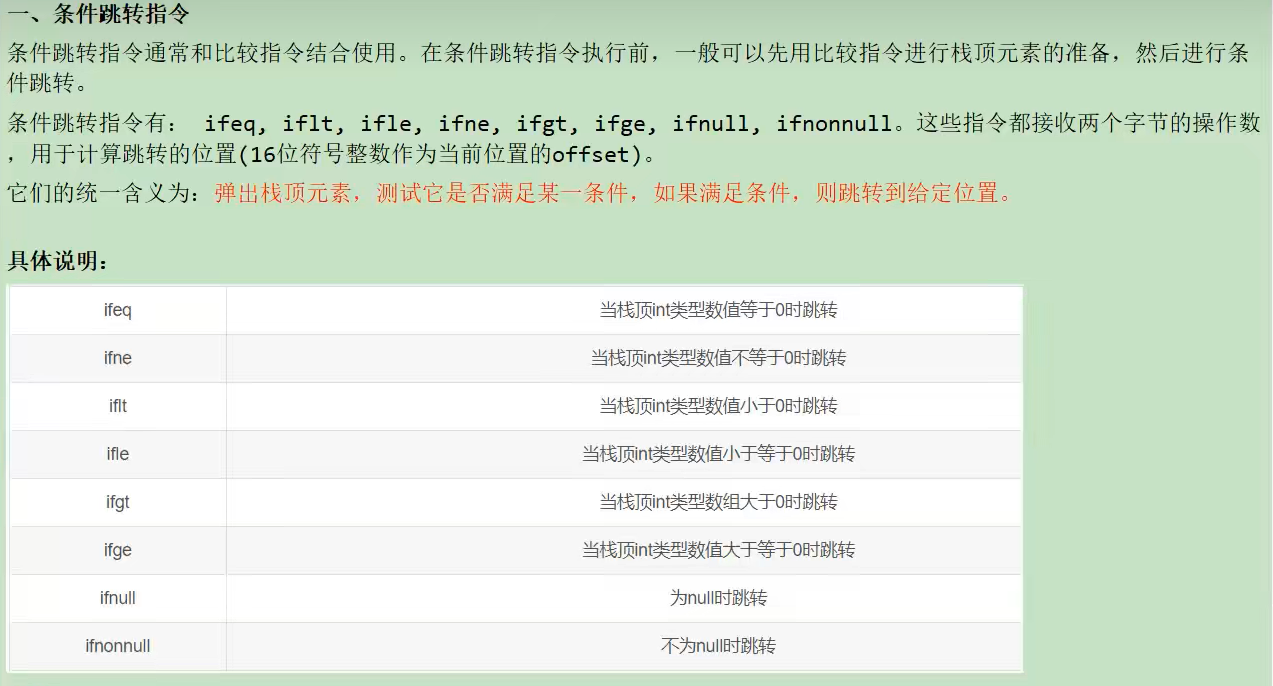 一、条件跳转指令
条件跳转指令通常和比较指令结合使用。在条件跳转指令执行前，一般可以先用比较指令进行栈顶元素的准备，然后进行条
件跳转。
条件跳转指令有： ifeq, iflt, ifle, ifne, ifgt, ifge, ifnull, ifnonnull。这些指令都接收两个字节的操作数
，用于计算跳转的位置(16位符号整数作为当前位置的offset)。
它们的统一含义为：弹出栈顶元素，测试它是否满足某一条件，如果满足条件，则跳转到给定位置。
具体说明：
ifeq 当栈顶int类型数值等于0时跳转
ifne 当栈顶int类型数值不等于0时跳转
iflt 当栈顶int类型数值小于0时跳转
ifle 当栈顶int类型数值小于等于0时跳转
ifgt 当栈顶int类型数组大于0时跳转
ifge 当栈顶int类型数值大于等于0时跳转
ifnull 为null时跳转
ifnonnull 不为null时跳转